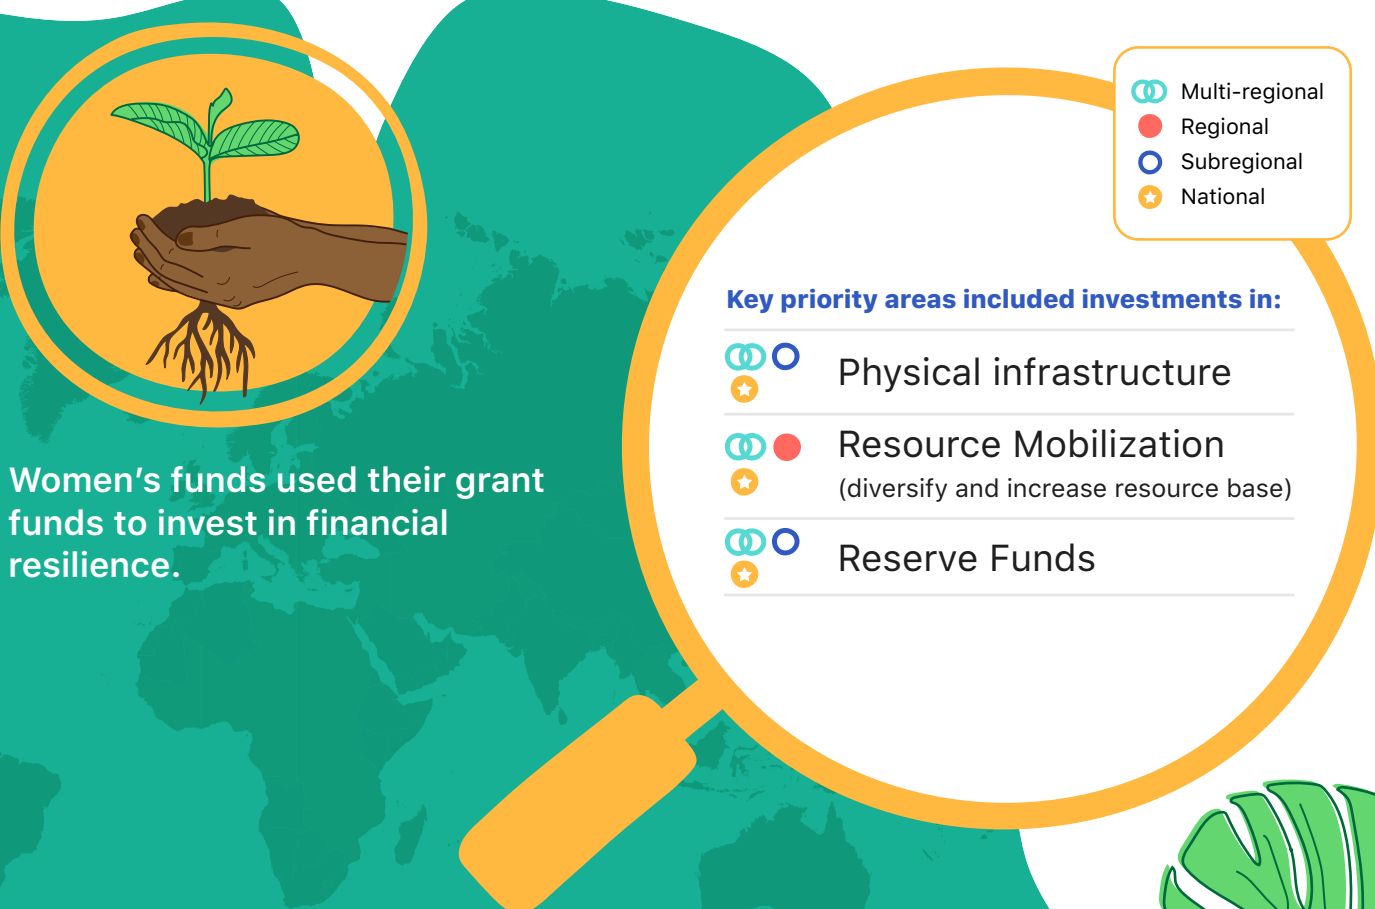 Multi-regional
Regional
Subregional
National
Women’s funds used their grant
funds to invest in financial
resilience.
Key priority areas included investments in:
Physical infrastructure
Resource Mobilization
(diversify and increase resource base)
Reserve Funds